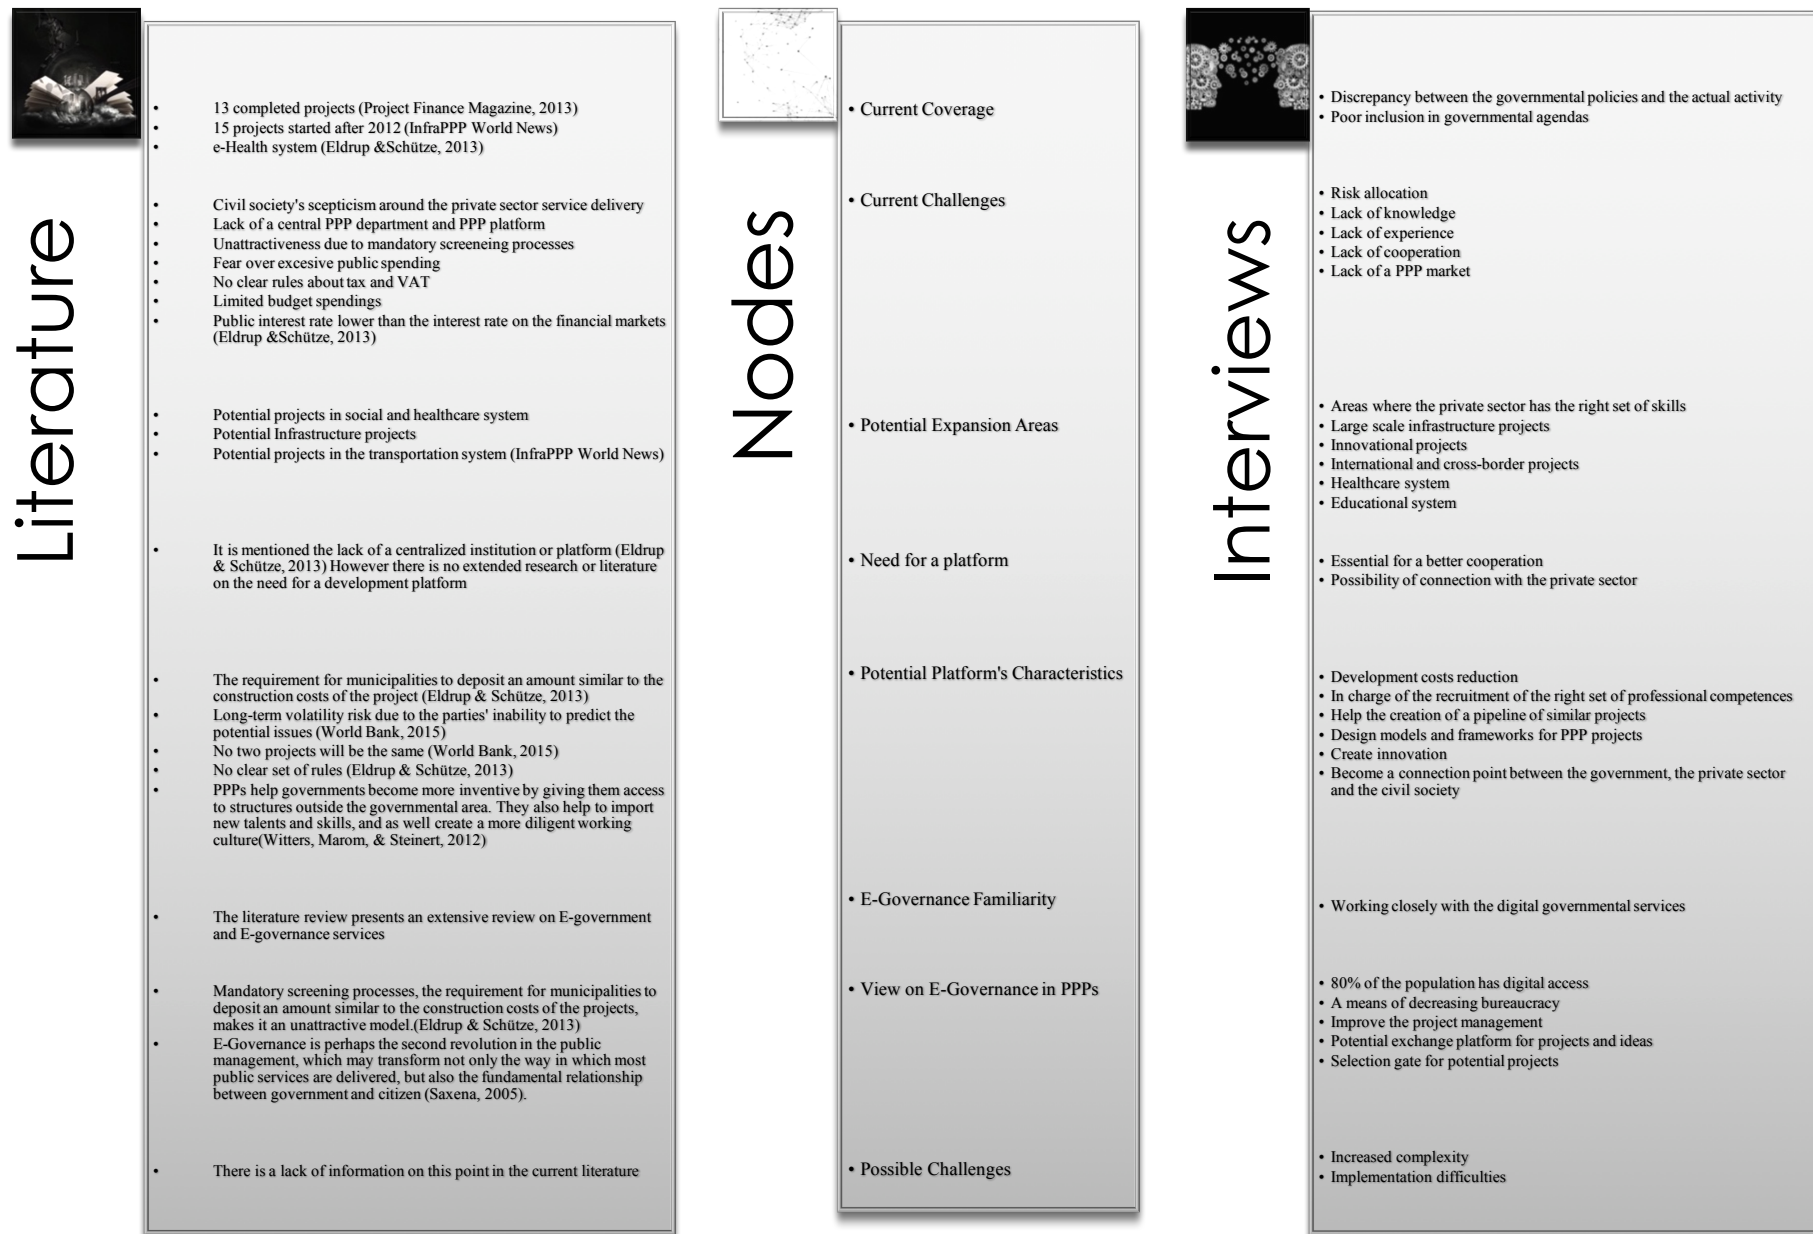 Literature
• 13 completed projects (Project Finance Magazine, 2013)
• 15 projects started after 2012 (InfraPPP World News)
• e-Health system (Eldrup &Schütze, 2013)
• Civil society's scepticism around the private sector service delivery
• Lack of a central PPP department and PPP platform
• Unattractiveness due to mandatory screeneing processes
• Fear over excesive public spending
• No clear rules about tax and VAT
• Limited budget spendings
• Public interest rate lower than the interest rate on the financial markets
(Eldrup &Schütze, 2013)
• Potential projects in social and healthcare system
• Potential Infrastructure projects
• Potential projects in the transportation system (InfraPPP World News)
• It is mentioned the lack of a centralized institution or platform (Eldrup
& Schütze, 2013) However there is no extended research or literature
on the need for a development platform
• The requirement for municipalities to deposit an amount similar to the
construction costs of the project (Eldrup & Schütze, 2013)
• Long-term volatility risk due to the parties' inability to predict the
potential issues (World Bank, 2015)
• No two projects will be the same (World Bank, 2015)
• No clear set of rules (Eldrup & Schütze, 2013)
• PPPs help governments become more inventive by giving them access
to structures outside the governmental area. They also help to import
new talents and skills, and as well create a more diligent working
culture(Witters, Marom, & Steinert, 2012)
• The literature review presents an extensive review on E-government
and E-governance services
• Mandatory screening processes, the requirement for municipalities to
deposit an amount similar to the construction costs of the projects,
makes it an unattractive model.(Eldrup & Schütze, 2013)
• E-Governance is perhaps the second revolution in the public
management, which may transform not only the way in which most
public services are delivered, but also the fundamental relationship
between government and citizen (Saxena, 2005).
• There is a lack of information on this point in the current literature
Nodes
• Current Coverage
• Current Challenges
• Potential Expansion Areas
• Need for a platform
• Potential Platform's Characteristics
• E-Governance Familiarity
• View on E-Governance in PPPs
• Possible Challenges
Interviews
• Discrepancy between the governmental policies and the actual activity
• Poor inclusion in governmental agendas
• Risk allocation
• Lack of knowledge
• Lack of experience
• Lack of cooperation
• Lack of a PPP market
• Areas where the private sector has the right set of skills
• Large scale infrastructure projects
• Innovational projects
• International and cross-border projects
• Healthcare system
• Educational system
• Essential for a better cooperation
• Possibility of connection with the private sector
• Development costs reduction
• In charge of the recruitment of the right set of professional competences
• Help the creation of a pipeline of similar projects
• Design models and frameworks for PPP projects
• Create innovation
• Become a connection point between the government, the private sector
and the civil society
• Working closely with the digital governmental services
• 80% of the population has digital access
• A means of decreasing bureaucracy
• Improve the project management
• Potential exchange platform for projects and ideas
• Selection gate for potential projects
• Increased complexity
• Implementation difficulties